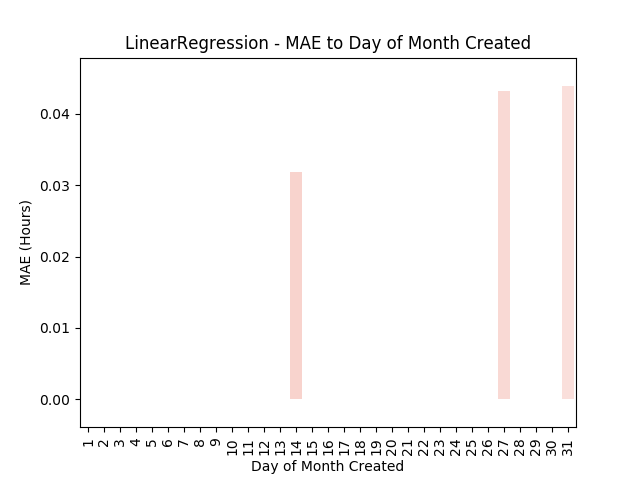 LinearRegression - MAE to Day of Month Created
MAE (Hours)
0.04
0.03
0.02
0.01
0.00
1 2 3 4 5 6 7 8 9 10 11 12 13 14 15 16 17 18 19 20 21 22 23 24 25 26 27 28 29 30 31
Day of Month Created